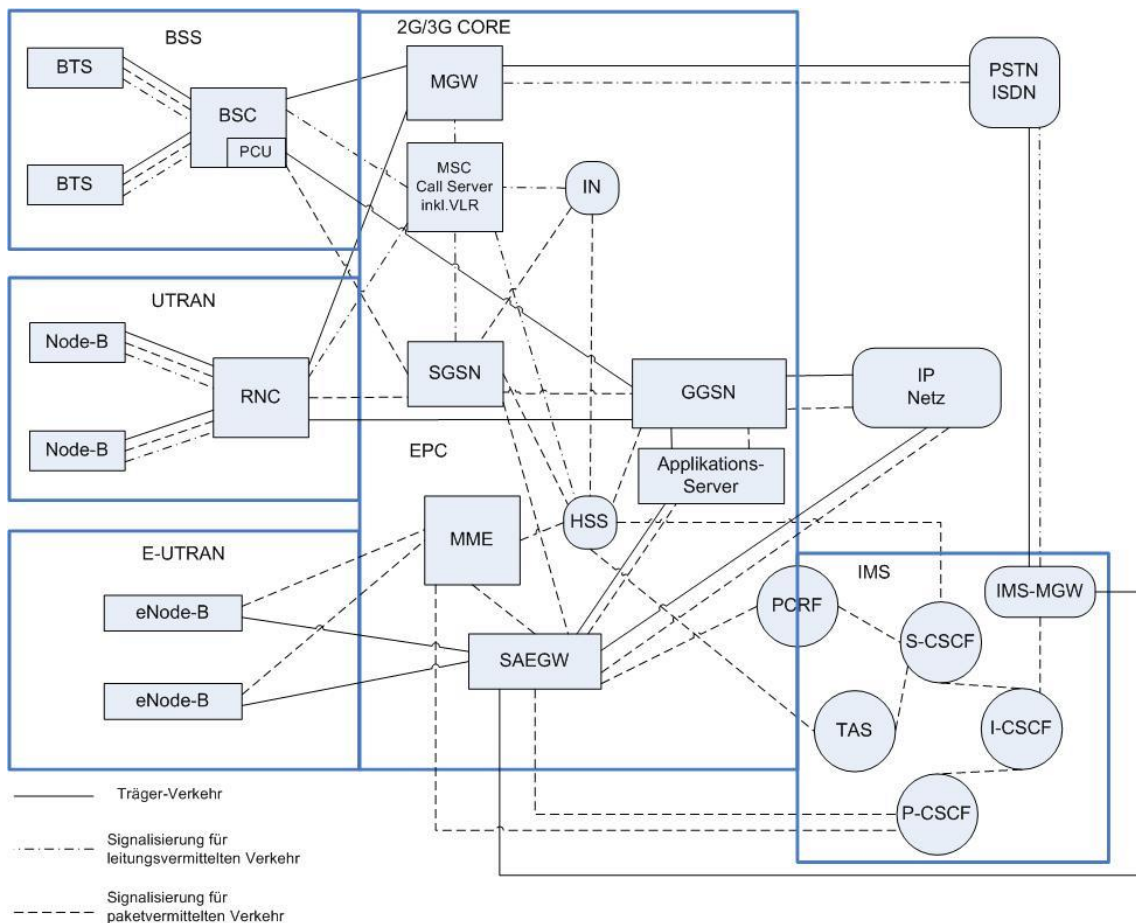 BSS
2G/3G CORE
BTS
BTS
BSC
PCU
MGW
MSC
Call Server
inkl.VLR
IN
PSTN
ISDN
UTRAN
Node-B
Node-B
RNC
SGSN
GGSN
IP
Netz
EPC
Applikations-
Server
MME
HSS
E-UTRAN
eNode-B
eNode-B
SAEGW
IMS
PCRF
IMS-MGW
S-CSCF
TAS
I-CSCF
P-CSCF
Träger-Verkehr
Signalisierung für
leitungsvermittelten Verkehr
Signalisierung für
paketvermittelten Verkehr